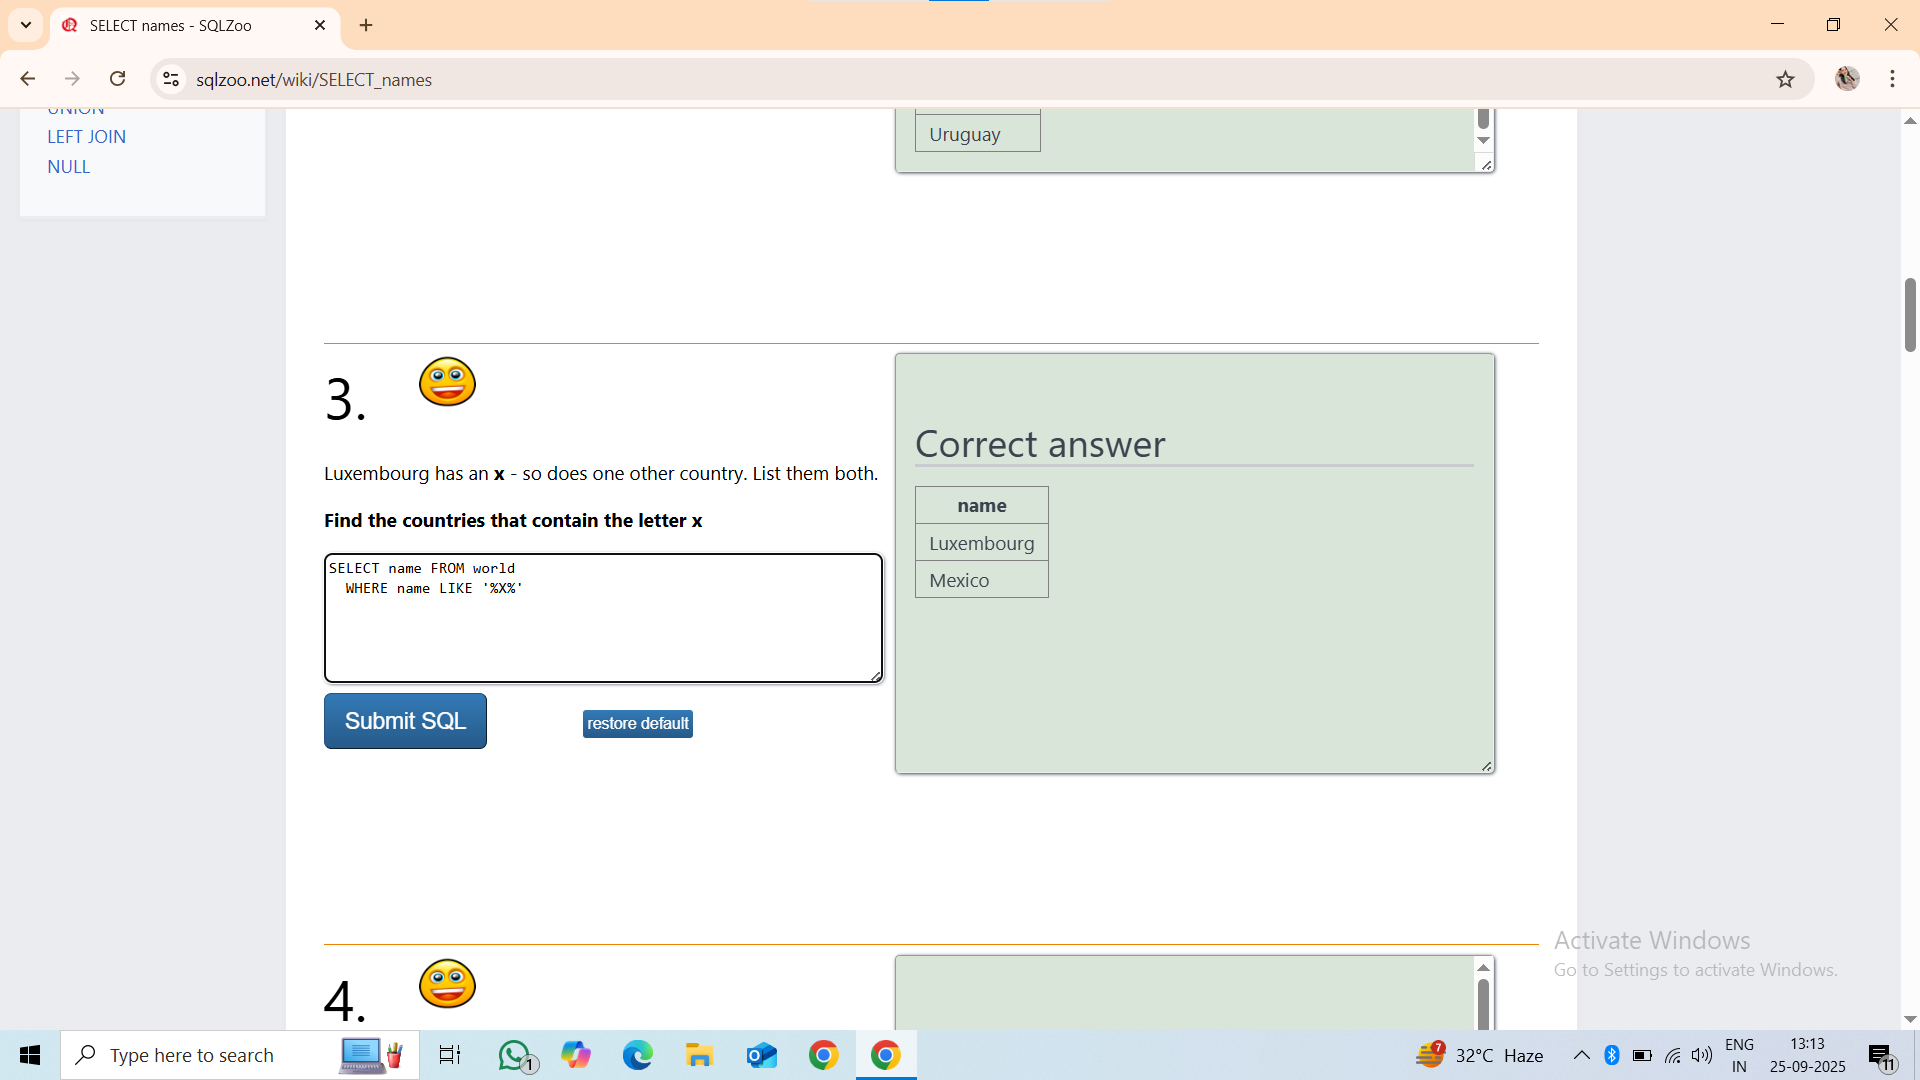 SELECT names - SQLZoo
sqlzoo.net/wiki/SELECT_names
UNION
LEFT JOIN
NULL
Uruguay
3.
Luxembourg has an x - so does one other country. List them both.
Find the countries that contain the letter x
SELECT name FROM world
WHERE name LIKE '%X%'
Submit SQL
restore default
Correct answer
name
Luxembourg
Mexico
4.
Activate Windows
Go to Settings to activate Windows.
Type here to search
1
7
32°C Haze
ENG
IN
13:13
25-09-2025
11